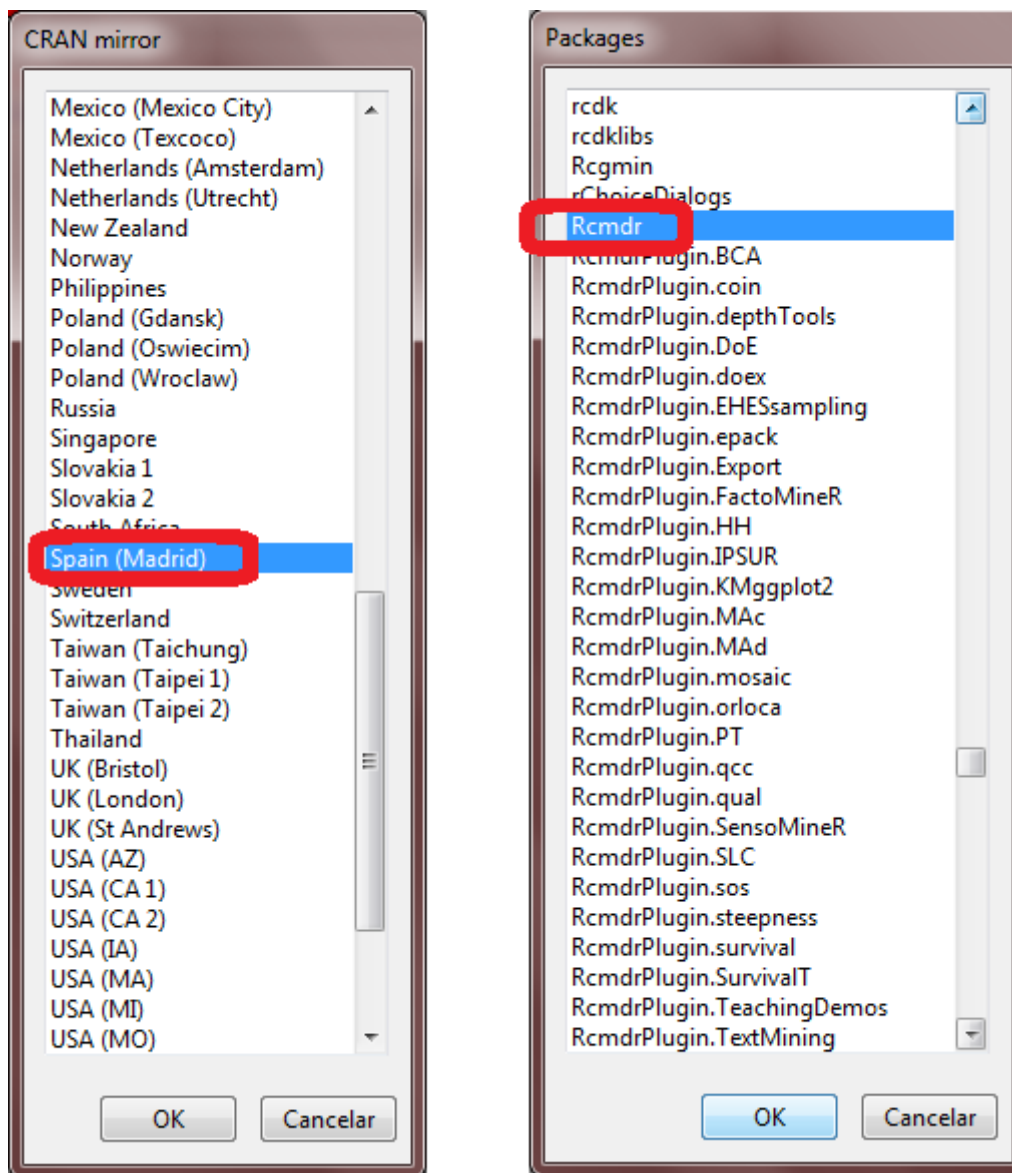 CRAN mirror
Mexico (Mexico City)
Mexico (Texcoco)
Netherlands (Amsterdam)
Netherlands (Utrecht)
New Zealand
Norway
Philippines
Poland (Gdansk)
Poland (Oswiecim)
Poland (Wroclaw)
Russia
Singapore
Slovakia 1
Slovakia 2
South Africa
Spain (Madrid)
Sweden
Switzerland
Taiwan (Taichung)
Taiwan (Taipei 1)
Taiwan (Taipei 2)
Thailand
UK (Bristol)
UK (London)
UK (St Andrews)
USA (AZ)
USA (CA 1)
USA (CA 2)
USA (IA)
USA (MA)
USA (MI)
USA (MO)
OK Cancelar
Packages
rcdk
rcdklibs
Rcgmin
rChoiceDialogs
Rcmdr
RcmdrPlugin.BCA
RcmdrPlugin.coin
RcmdrPlugin.depthTools
RcmdrPlugin.DoE
RcmdrPlugin.doex
RcmdrPlugin.EHESsampling
RcmdrPlugin.epack
RcmdrPlugin.Export
RcmdrPlugin.FactoMineR
RcmdrPlugin.HH
RcmdrPlugin.IPSUR
RcmdrPlugin.KMggplot2
RcmdrPlugin.MAc
RcmdrPlugin.MAd
RcmdrPlugin.mosaic
RcmdrPlugin.orloca
RcmdrPlugin.PT
RcmdrPlugin.qcc
RcmdrPlugin.qual
RcmdrPlugin.SensoMineR
RcmdrPlugin.SLC
RcmdrPlugin.sos
RcmdrPlugin.steepness
RcmdrPlugin.survival
RcmdrPlugin.SurvivalT
RcmdrPlugin.TeachingDemos
RcmdrPlugin.TextMining
OK Cancelar